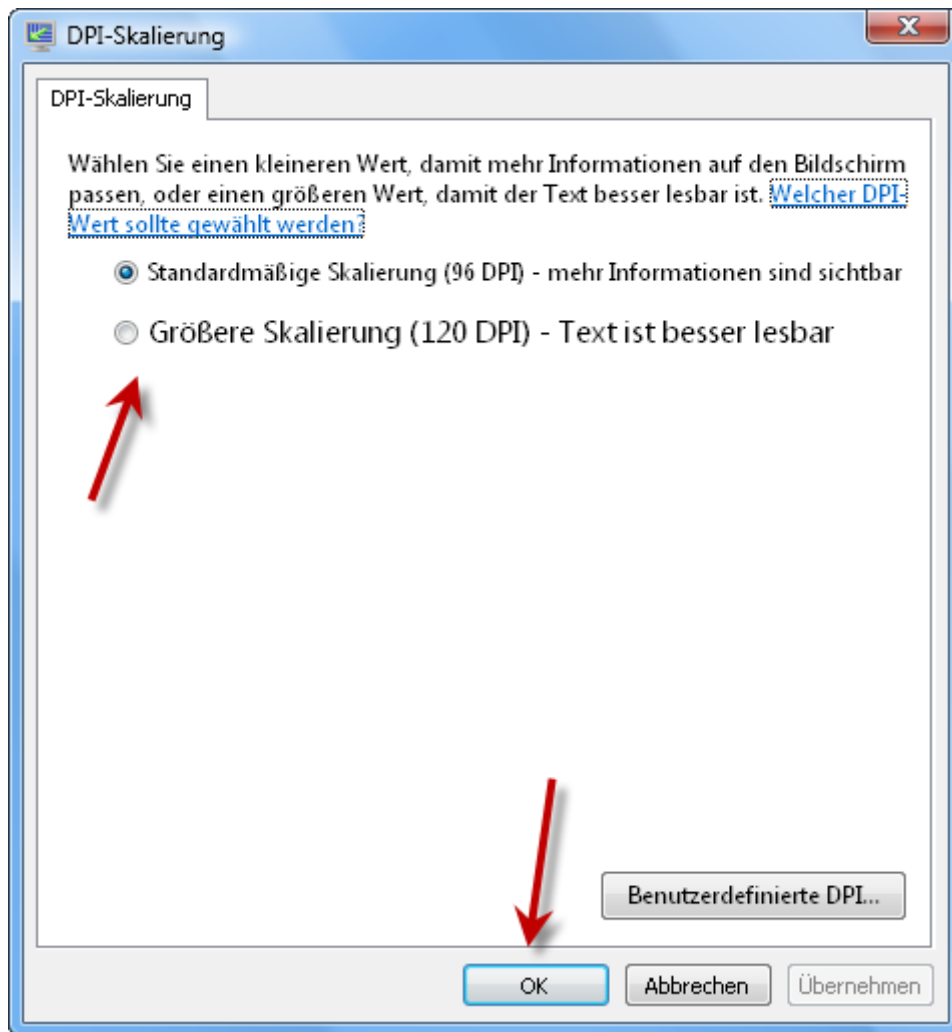 DPI-Skalierung
DPI-Skalierung
Wählen Sie einen kleineren Wert, damit mehr Informationen auf den Bildschirm
passen, oder einen größeren Wert, damit der Text besser lesbar ist. Welcher DPI-
Wert sollte gewählt werden?
Standardmäßige Skalierung (96 DPI) - mehr Informationen sind sichtbar
Größere Skalierung (120 DPI) - Text ist besser lesbar
Benutzerdefinierte DPI...
OK Abbrechen Übernehmen